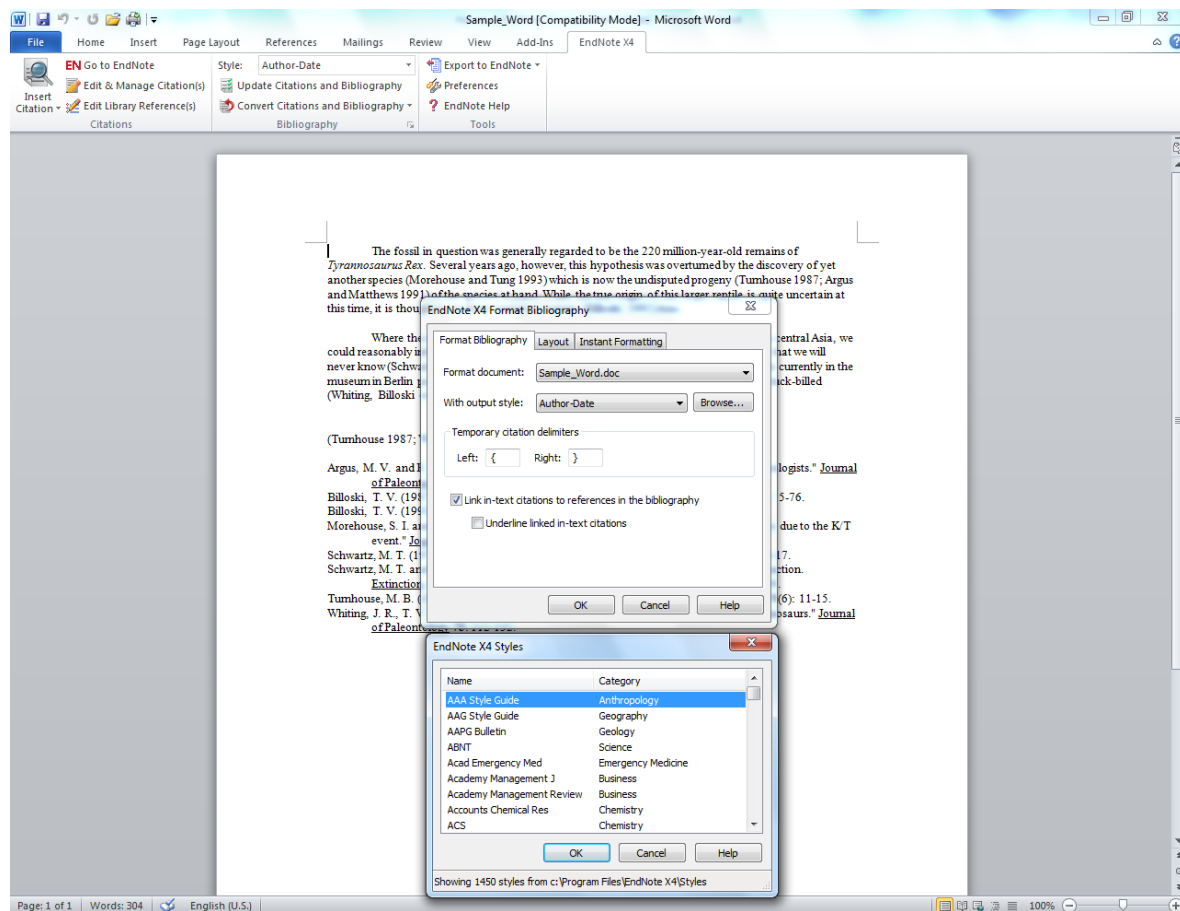 Sample_Word [Compatibility Mode] - Microsoft Word
File Home Insert Page Layout References Mailings Review View Add-Ins EndNote X4
EN Go to EndNote Style: Author-Date Export to EndNote
Edit & Manage Citation(s) Update Citations and Bibliography Preferences
Insert
Citation Edit Library Reference(s) Convert Citations and Bibliography ? EndNote Help
Citations Bibliography Tools
The fossil in question was generally regarded to be the 220 million-year-old remains of
Tyrannosaurus Rex. Several years ago, however, this hypothesis was overturned by the discovery of yet
another species (Morehouse and Tung 1993) which is now the undisputed progeny (Turnhouse 1987; Argus
and Matthews 1991) of the species at hand. While the true origin of this larger reptile is quite uncertain at
this time, it is thou
Where the central Asia, we
could reasonably hat we will
never know (Schwa currently in the
museum in Berlin ck-billed
(Whiting, Billoski
(Turnhouse 1987;
Argus, M. V. and logists." Journal
of Paleont
Billoski, T. V. (198 5-76.
Billoski, T. V. (199
Morehouse, S. I. a due to the K/T
event." Jo
Schwartz, M. T. (1 17.
Schwartz, M. T. an ction.
Extinction
Turnhouse, M. B. ( (6): 11-15.
Whiting, J. R., T. V osaurs." Journal
of Paleontology
EndNote X4 Format Bibliography
Format Bibliography Layout Instant Formatting
Format document: Sample_Word.doc
With output style: Author-Date Browse...
Temporary citation delimiters
Left: { Right: }
Link in-text citations to references in the bibliography
Underline linked in-text citations
OK Cancel Help
EndNote X4 Styles
Name Category
AAA Style Guide Anthropology
AAG Style Guide Geography
AAPG Bulletin Geology
ABNT Science
Acad Emergency Med Emergency Medicine
Academy Management J Business
Academy Management Review Business
Accounts Chemical Res Chemistry
ACS Chemistry
OK Cancel Help
Showing 1450 styles from c:\Program Files\EndNote X4\Styles
Page: 1 of 1 Words: 304 English (U.S.) 100%